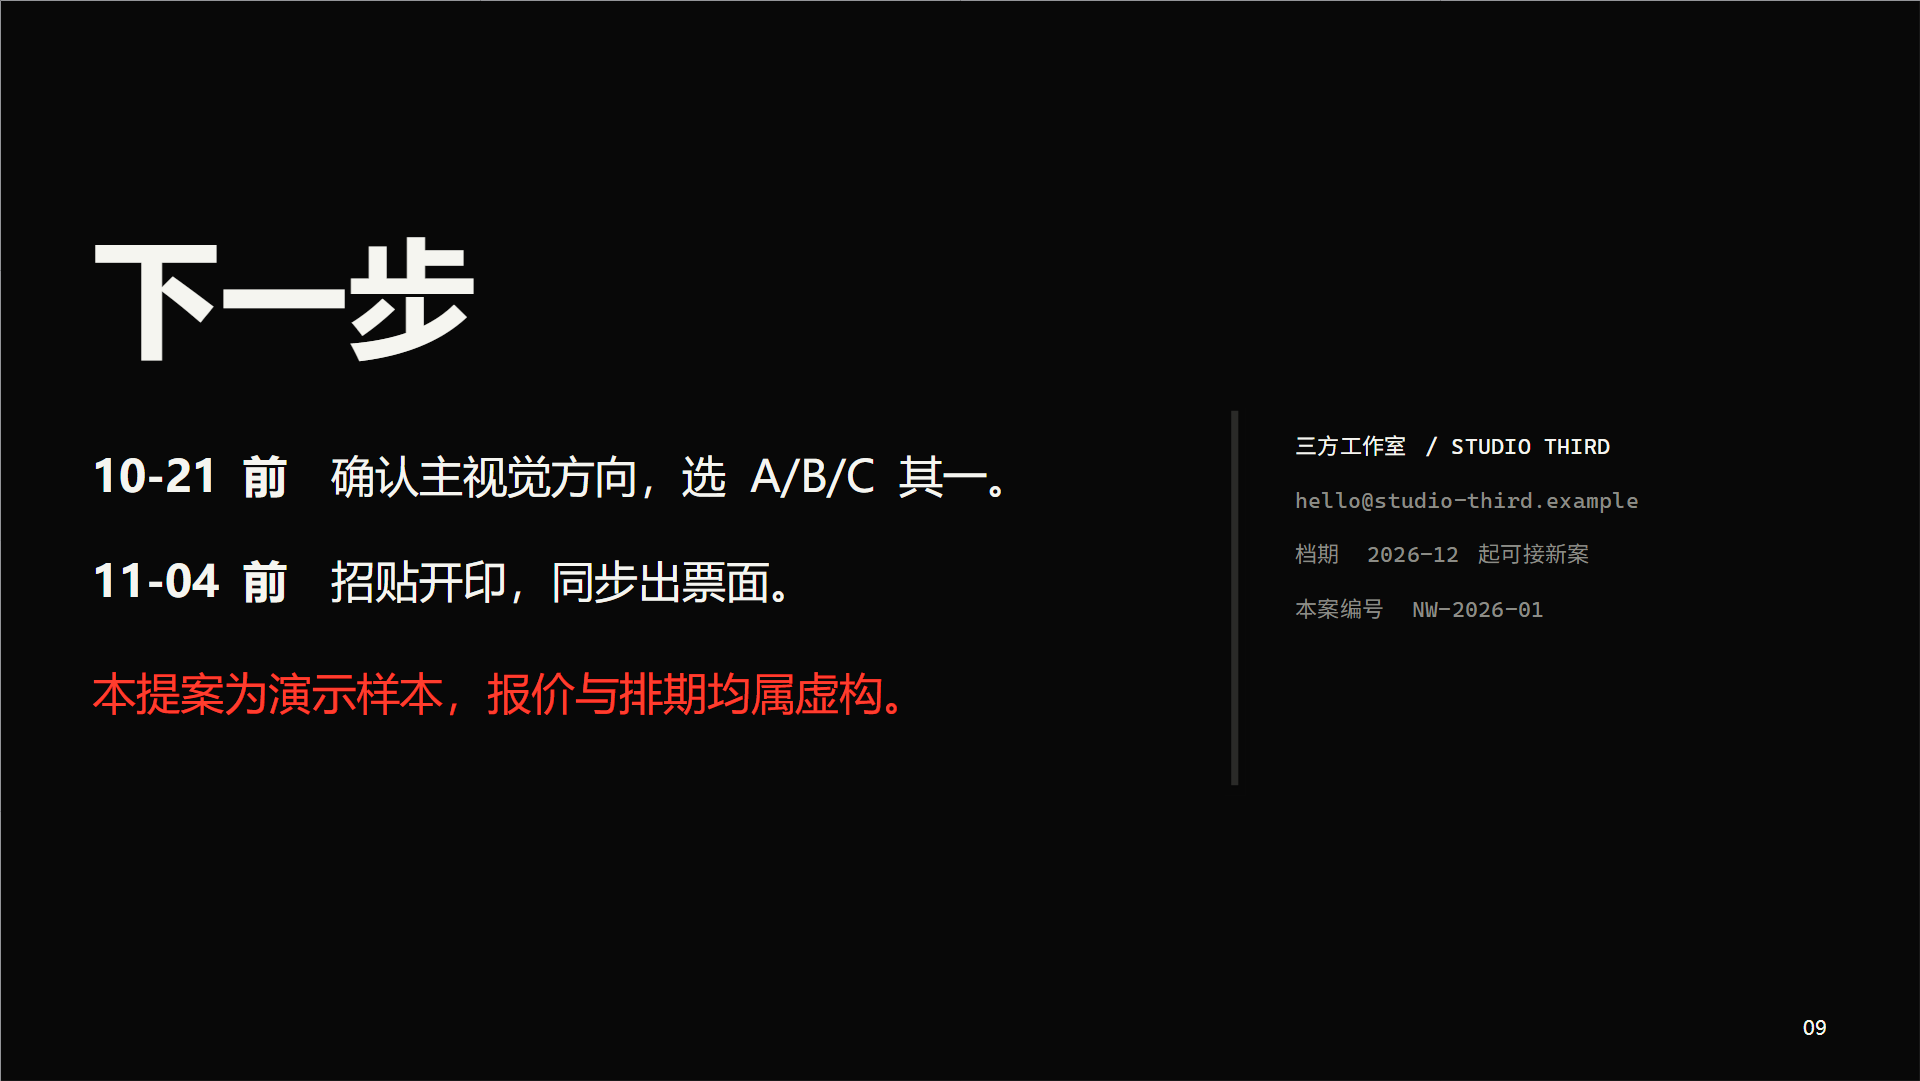 下一步
10-21 前 确认主视觉方向，选 A/B/C 其一。
11-04 前 招贴开印，同步出票面。
本提案为演示样本，报价与排期均属虚构。
三方工作室 / STUDIO THIRD
hello@studio-third.example
档期 2026-12 起可接新案
本案编号 NW-2026-01
09